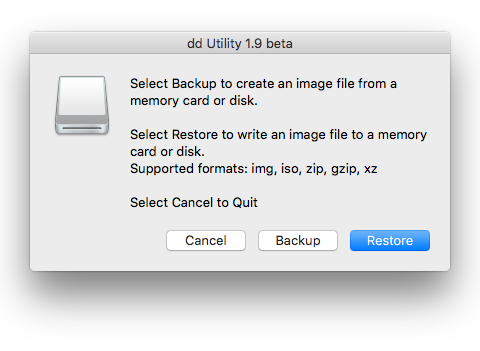 dd Utility 1.9 beta
Select Backup to create an image file from a
memory card or disk.
Select Restore to write an image file to a memory
card or disk.
Supported formats: img, iso, zip, gzip, xz
Select Cancel to Quit
Cancel Backup Restore